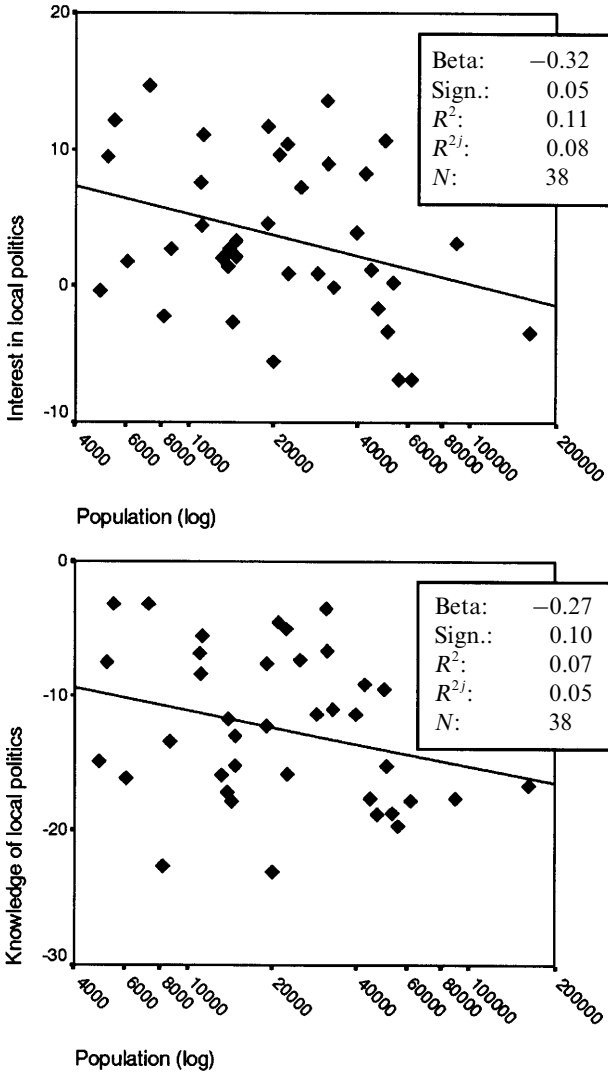 20
10
0
-10
Interest in local politics
Beta: −0.32
Sign.: 0.05
R²: 0.11
R²ʲ: 0.08
N: 38
4000 6000 8000 10000 20000 40000 60000 80000 100000 200000
Population (log)
0
-10
-20
-30
Knowledge of local politics
Beta: −0.27
Sign.: 0.10
R²: 0.07
R²ʲ: 0.05
N: 38
4000 6000 8000 10000 20000 40000 60000 80000 100000 200000
Population (log)